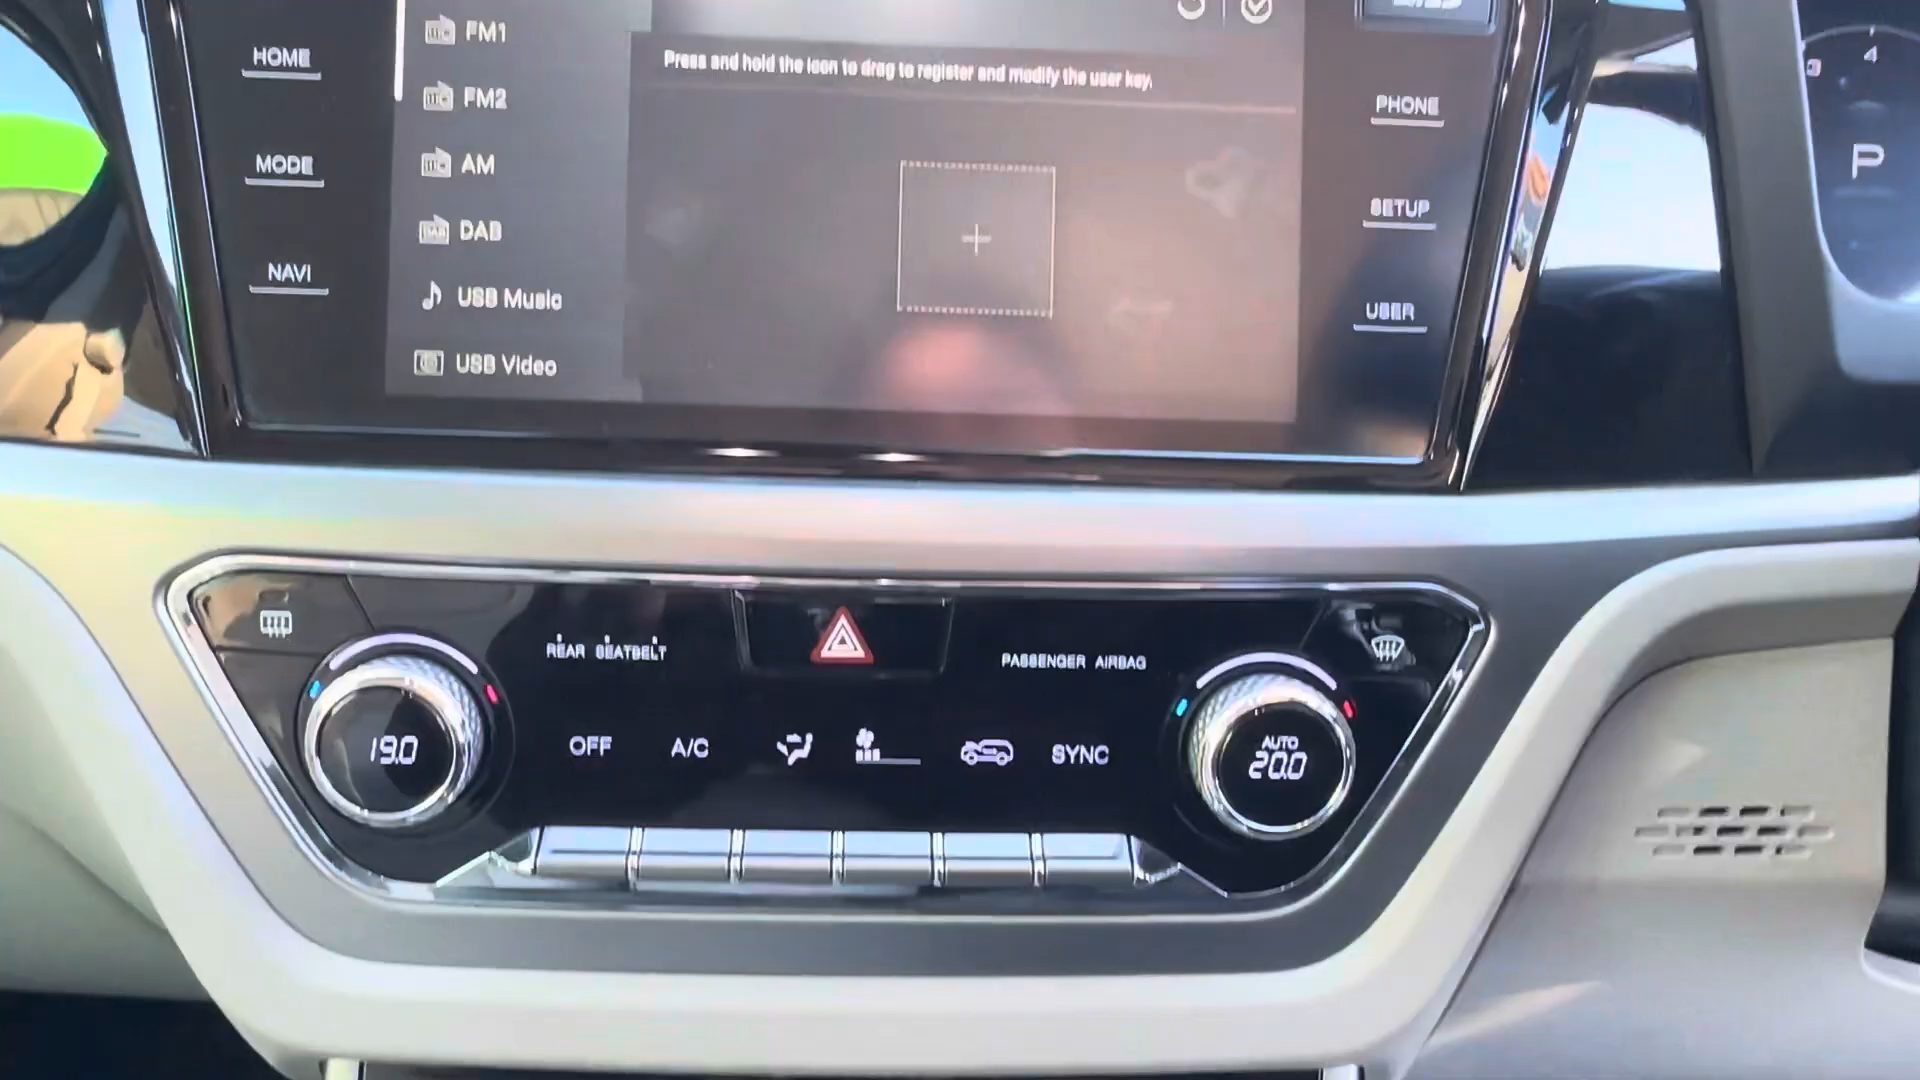 HOME
MODE
NAVI
FM1
FM2
AM
DAB
USB Music
USB Video
Press and hold the icon to drag to register and modify the user key.
PHONE
SETUP
USER
3
4
P
REAR SEATBELT
PASSENGER AIRBAG
19.0
OFF
A/C
SYNC
AUTO
20.0